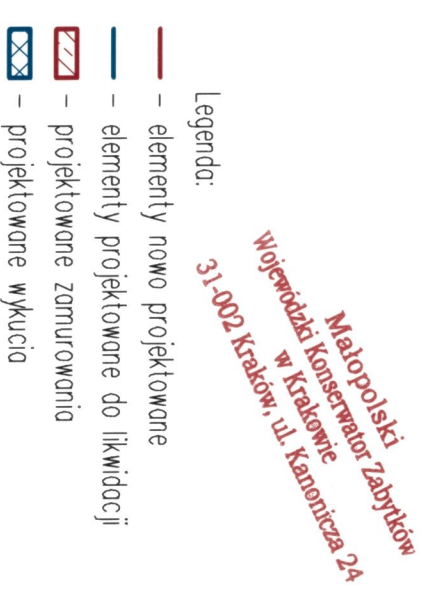 Legenda:
- elementy nowo projektowane
- elementy projektowane do likwidacji
- projektowane zamurowania
- projektowane wykucia
Małopolski
Wojewódzki Konserwator Zabytków
w Krakowie
31-002 Kraków, ul. Kanonicza 24